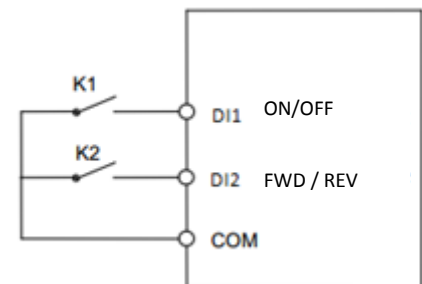 K1
DI1 ON/OFF
K2
DI2 FWD / REV
COM